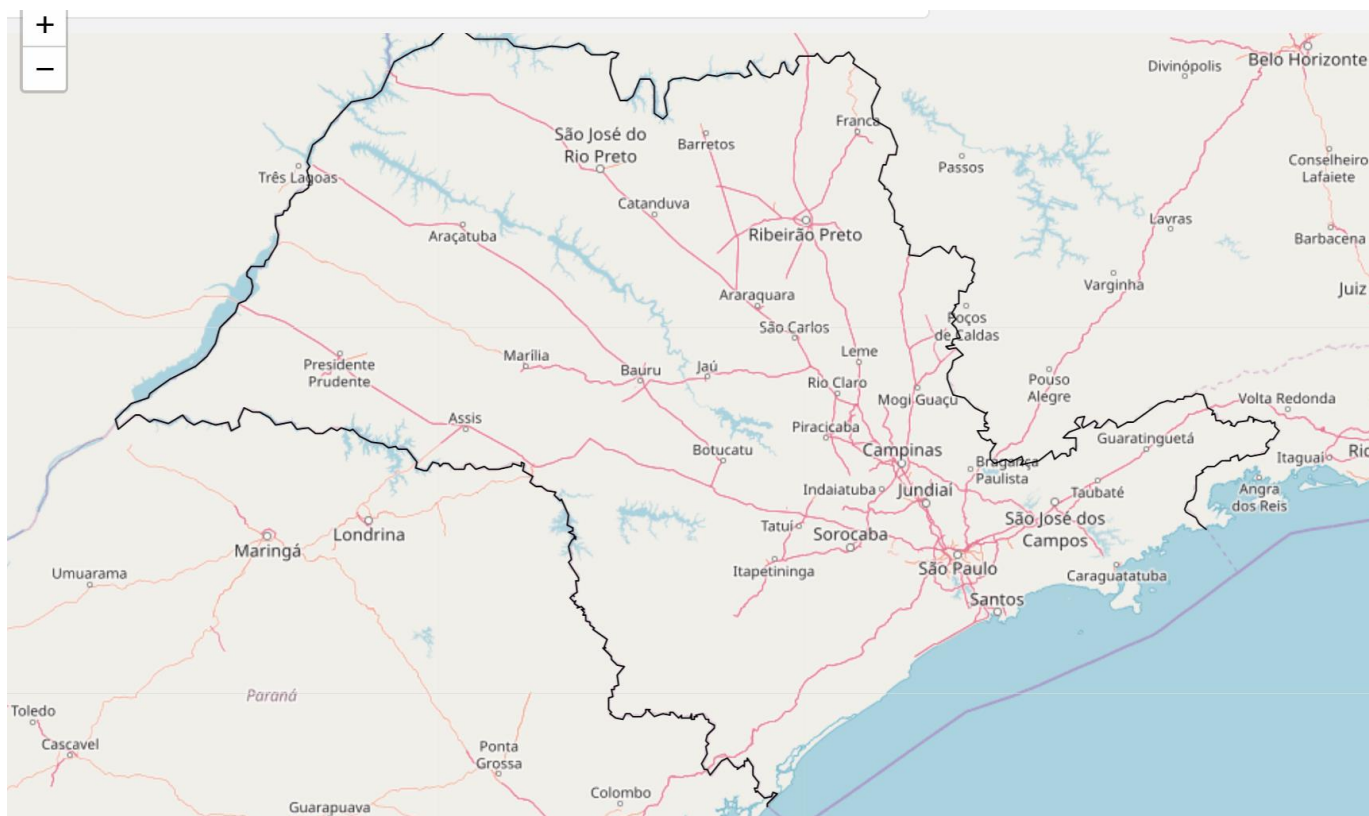 +
−
Belo Horizonte
Divinópolis
Franca
São José do
Rio Preto
Barretos
Conselheiro
Lafaiete
Passos
Três Lagoas
Catanduva
Lavras
Araçatuba
Ribeirão Preto
Barbacena
Varginha
Juiz
Araraquara
Poços
de Caldas
São Carlos
Marília
Leme
Presidente
Prudente
Bauru
Jaú
Rio Claro
Pouso
Alegre
Mogi Guaçu
Volta Redonda
Assis
Piracicaba
Guaratinguetá
Botucatu
Campinas
Bragança
Paulista
Itaguaí
Rio
Indaiatuba
Jundiaí
Taubaté
Angra
dos Reis
Tatuí
São José dos
Campos
Londrina
Sorocaba
Maringá
Umuarama
Itapetininga
São Paulo
Caraguatatuba
Santos
Paraná
Toledo
Cascavel
Ponta
Grossa
Colombo
Guarapuava